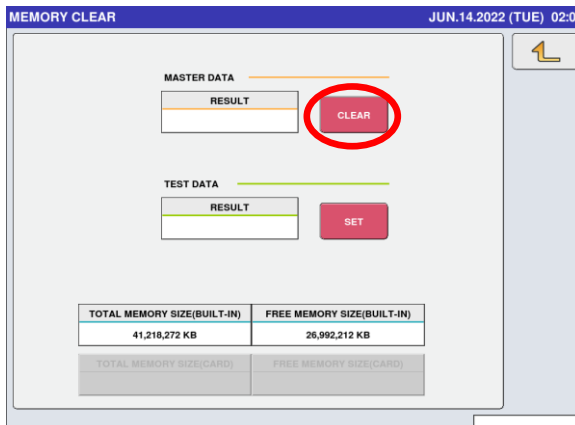 MEMORY CLEAR JUN.14.2022 (TUE) 02:0
MASTER DATA
RESULT
CLEAR
TEST DATA
RESULT
SET
TOTAL MEMORY SIZE(BUILT-IN) FREE MEMORY SIZE(BUILT-IN)
41,218,272 KB 26,992,212 KB
TOTAL MEMORY SIZE(CARD) FREE MEMORY SIZE(CARD)